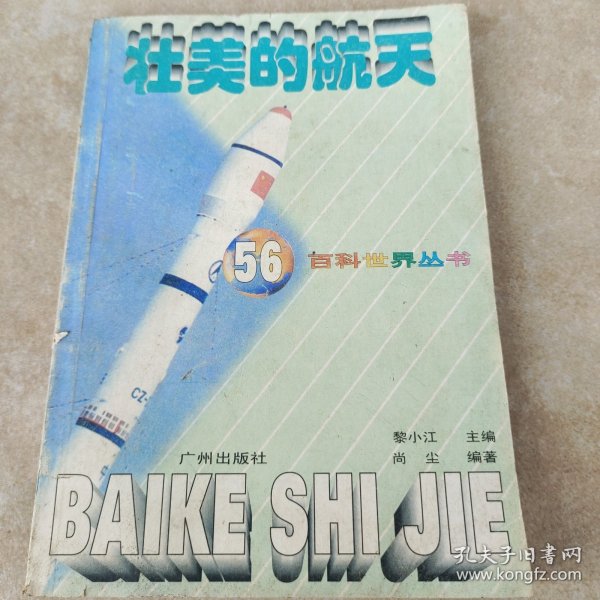 壮美的航天
56
百科世界丛书
CZ-
黎小江 主编
尚 尘 编著
广州出版社
BAIKE SHI JIE
孔夫子旧书网
www.kongfz.com